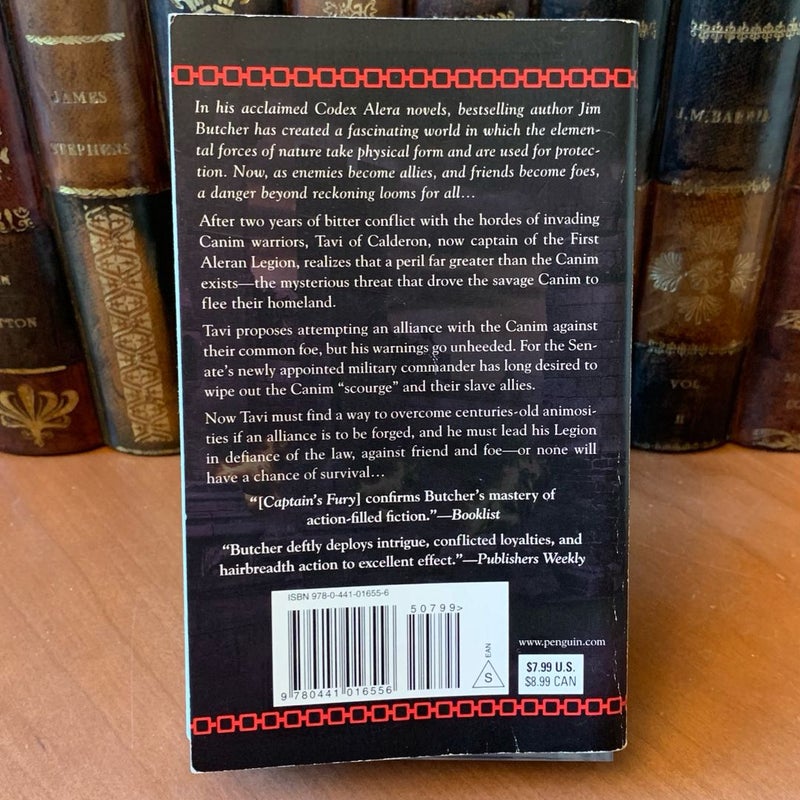 In his acclaimed Codex Alera novels, bestselling author Jim
Butcher has created a fascinating world in which the elemen-
tal forces of nature take physical form and are used for protec-
tion. Now, as enemies become allies, and friends become foes,
a danger beyond reckoning looms for all...
After two years of bitter conflict with the hordes of invading
Canim warriors, Tavi of Calderon, now captain of the First
Aleran Legion, realizes that a peril far greater than the Canim
exists—the mysterious threat that drove the savage Canim to
flee their homeland.
Tavi proposes attempting an alliance with the Canim against
their common foe, but his warnings go unheeded. For the Sen-
ate's newly appointed military commander has long desired to
wipe out the Canim “scourge” and their slave allies.
Now Tavi must find a way to overcome centuries-old animosi-
ties if an alliance is to be forged, and he must lead his Legion
in defiance of the law, against friend and foe—or none will
have a chance of survival...
“[Captain's Fury] confirms Butcher's mastery of
action-filled fiction.”—Booklist
“Butcher deftly deploys intrigue, conflicted loyalties, and
hairbreadth action to excellent effect.”—Publishers Weekly
ISBN 978-0-441-01655-6
50799>
9 780441 016556
S
EAN
www.penguin.com
$7.99 U.S.
$8.99 CAN
JAMES
STEPHENS
J.M. BARRIE
VOL
II